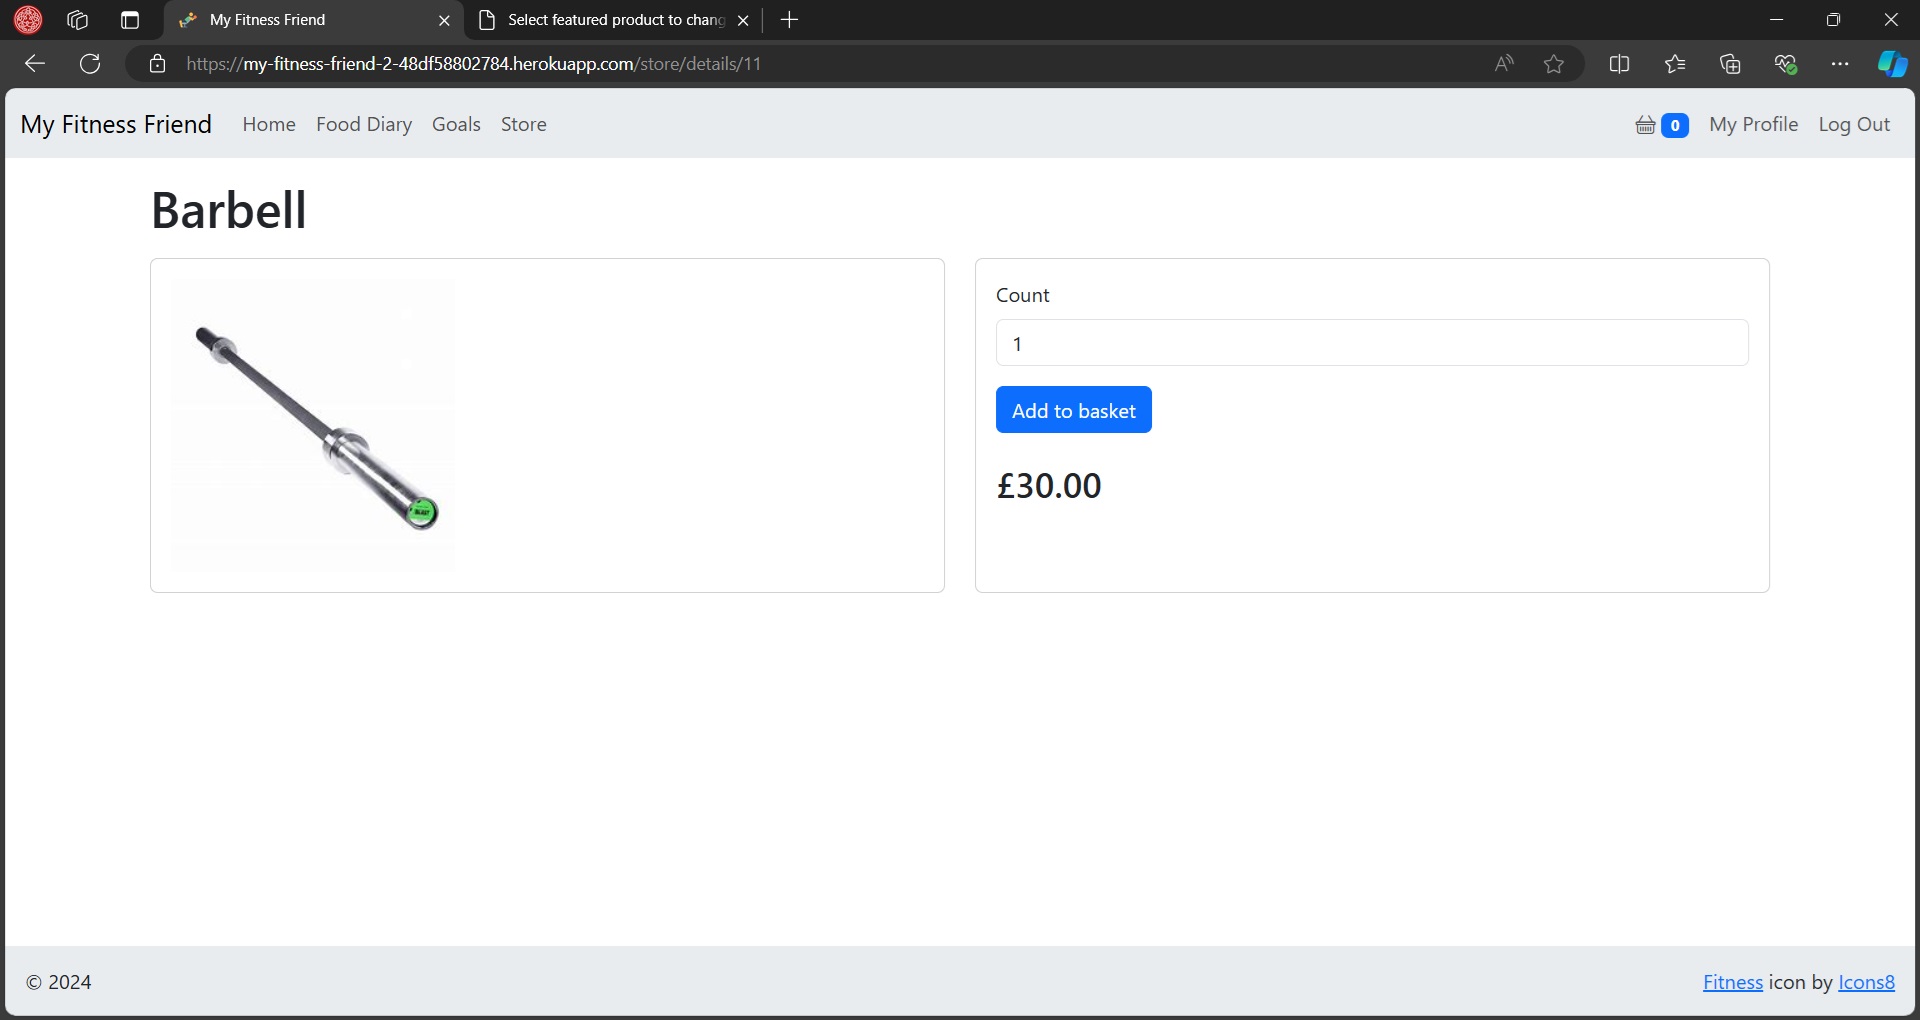 My Fitness Friend
Select featured product to chang
https://my-fitness-friend-2-48df58802784.herokuapp.com/store/details/11
My Fitness Friend Home Food Diary Goals Store 0 My Profile Log Out
Barbell
Count
1
Add to basket
£30.00
© 2024
Fitness icon by Icons8